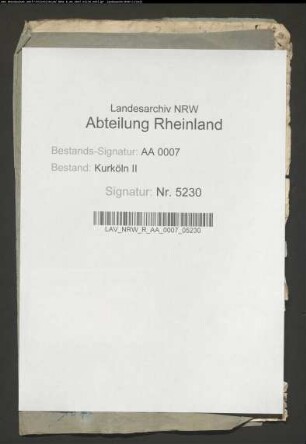 Landesarchiv NRW
Abteilung Rheinland
Bestands-Signatur: AA 0007
Bestand: Kurköln II
Signatur: Nr. 5230
LAV_NRW_R_AA_0007_05230